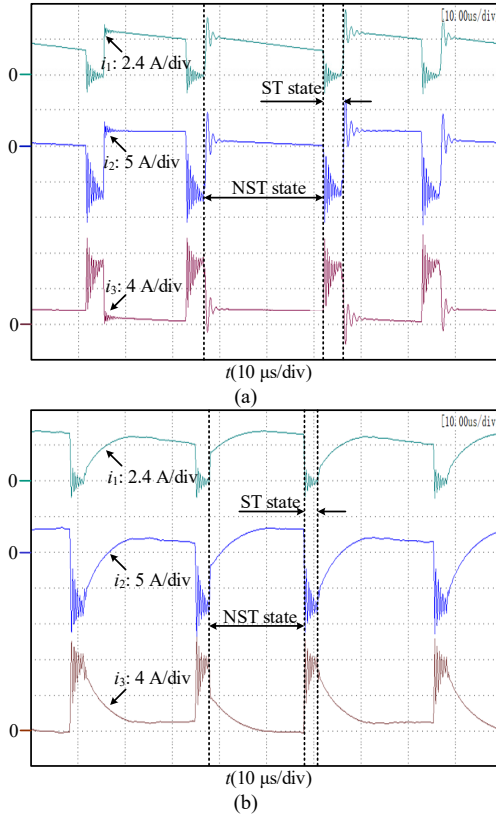 [10:00us/div]
0
i₁: 2.4 A/div
ST state
0
i₂: 5 A/div
NST state
i₃: 4 A/div
0
t(10 μs/div)
(a)
[10:00us/div]
i₁: 2.4 A/div
0
ST state
0
i₂: 5 A/div
NST state
i₃: 4 A/div
0
t(10 μs/div)
(b)